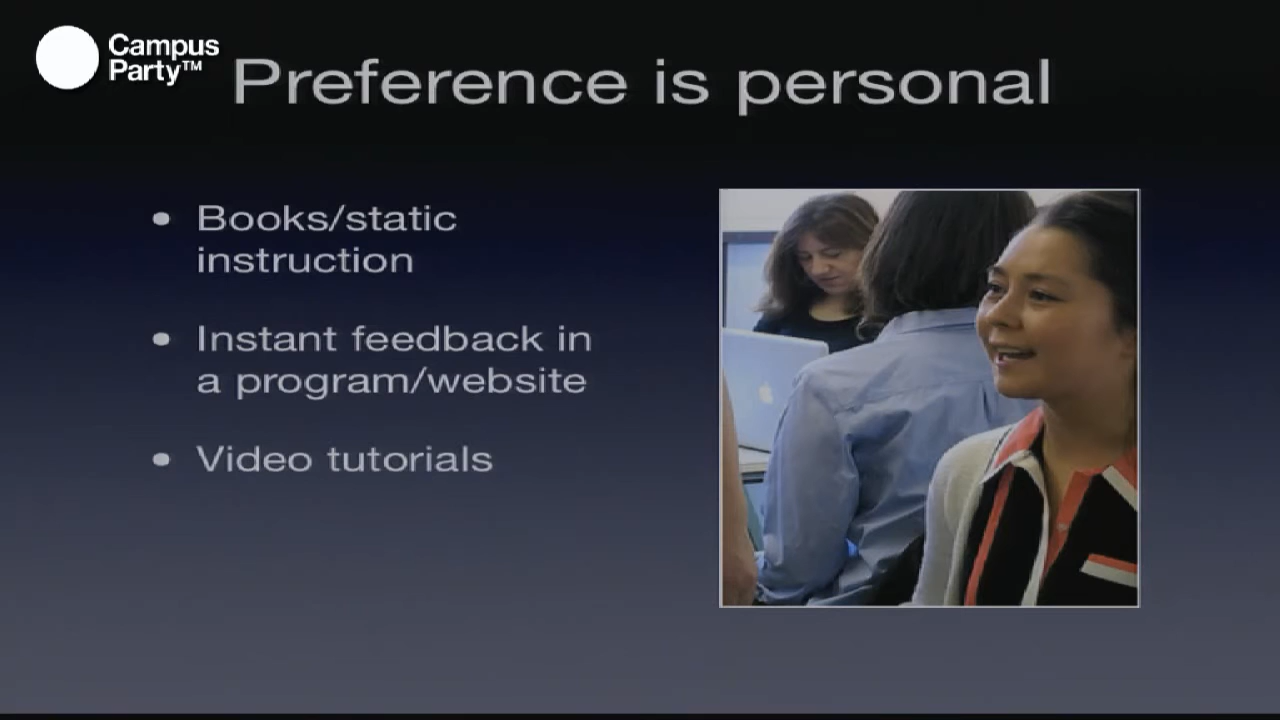 Campus
Party™
Preference is personal
• Books/static
instruction
• Instant feedback in
a program/website
• Video tutorials